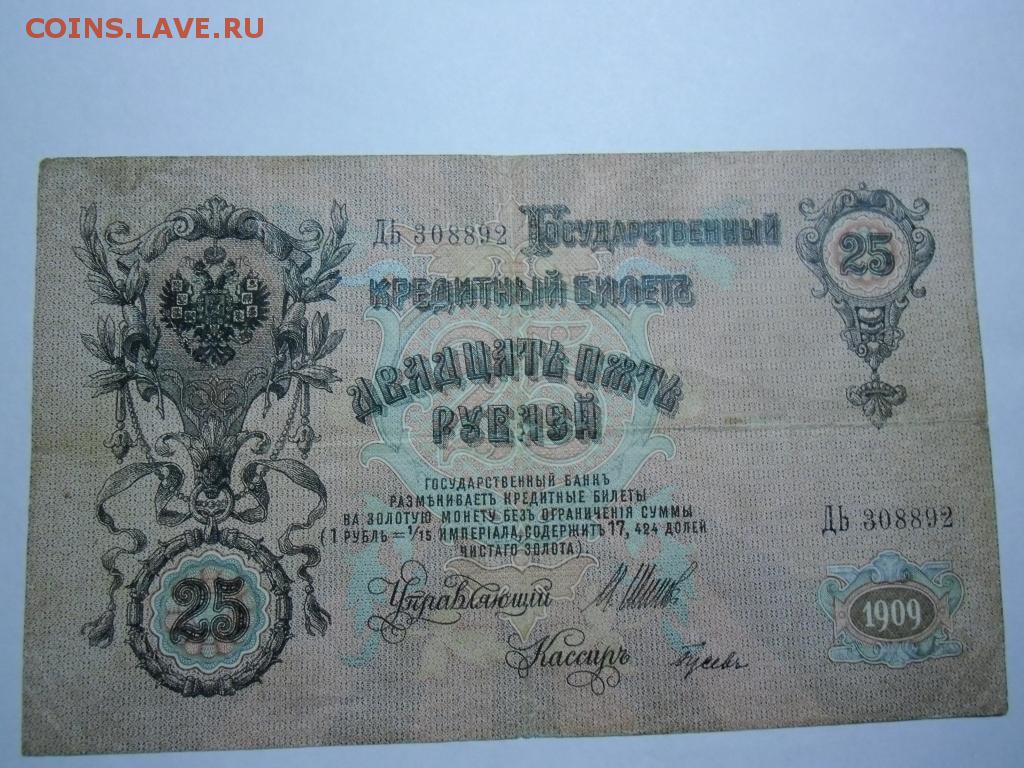 COINS.LAVE.RU
ДЬ 308892 ГОСУДАРСТВЕННЫЙ
25
КРЕДИТНЫЙ БИЛЕТЪ
25
ДВАДЦАТЬ ПЯТЬ
РУБЛЕЙ
ГОСУДАРСТВЕННЫЙ БАНКЪ
РАЗМѢНИВАЕТЪ КРЕДИТНЫЕ БИЛЕТЫ
НА ЗОЛОТУЮ МОНЕТУ БЕЗЪ ОГРАНИЧЕНІЯ СУММЫ
(1 РУБЛЬ = 1/15 ИМПЕРІАЛА, СОДЕРЖИТЪ 17, 424 ДОЛЕЙ
ЧИСТАГО ЗОЛОТА).
ДЬ 308892
Управляющій И.Шипов
25
1909
Кассиръ Гусевъ